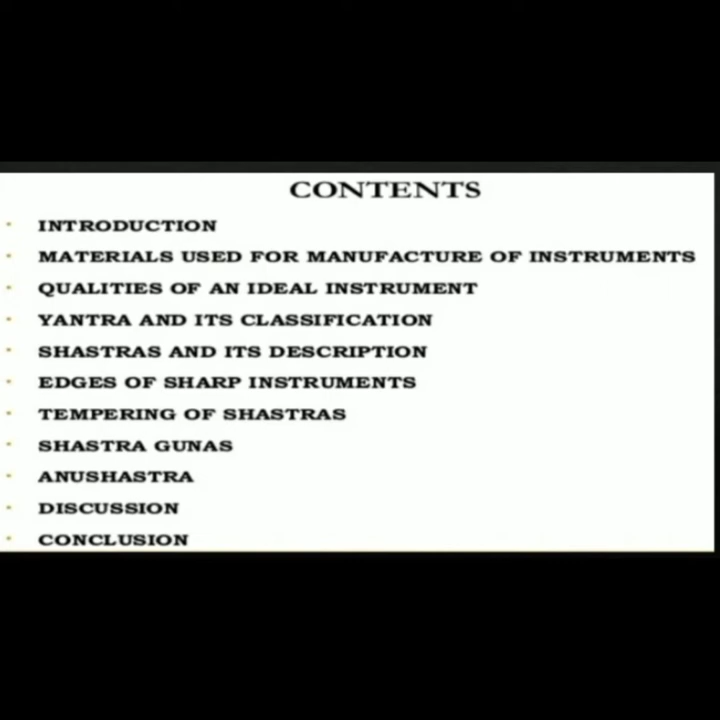 CONTENTS
INTRODUCTION
MATERIALS USED FOR MANUFACTURE OF INSTRUMENTS
QUALITIES OF AN IDEAL INSTRUMENT
YANTRA AND ITS CLASSIFICATION
SHASTRAS AND ITS DESCRIPTION
EDGES OF SHARP INSTRUMENTS
TEMPERING OF SHASTRAS
SHASTRA GUNAS
ANUSHASTRA
DISCUSSION
CONCLUSION